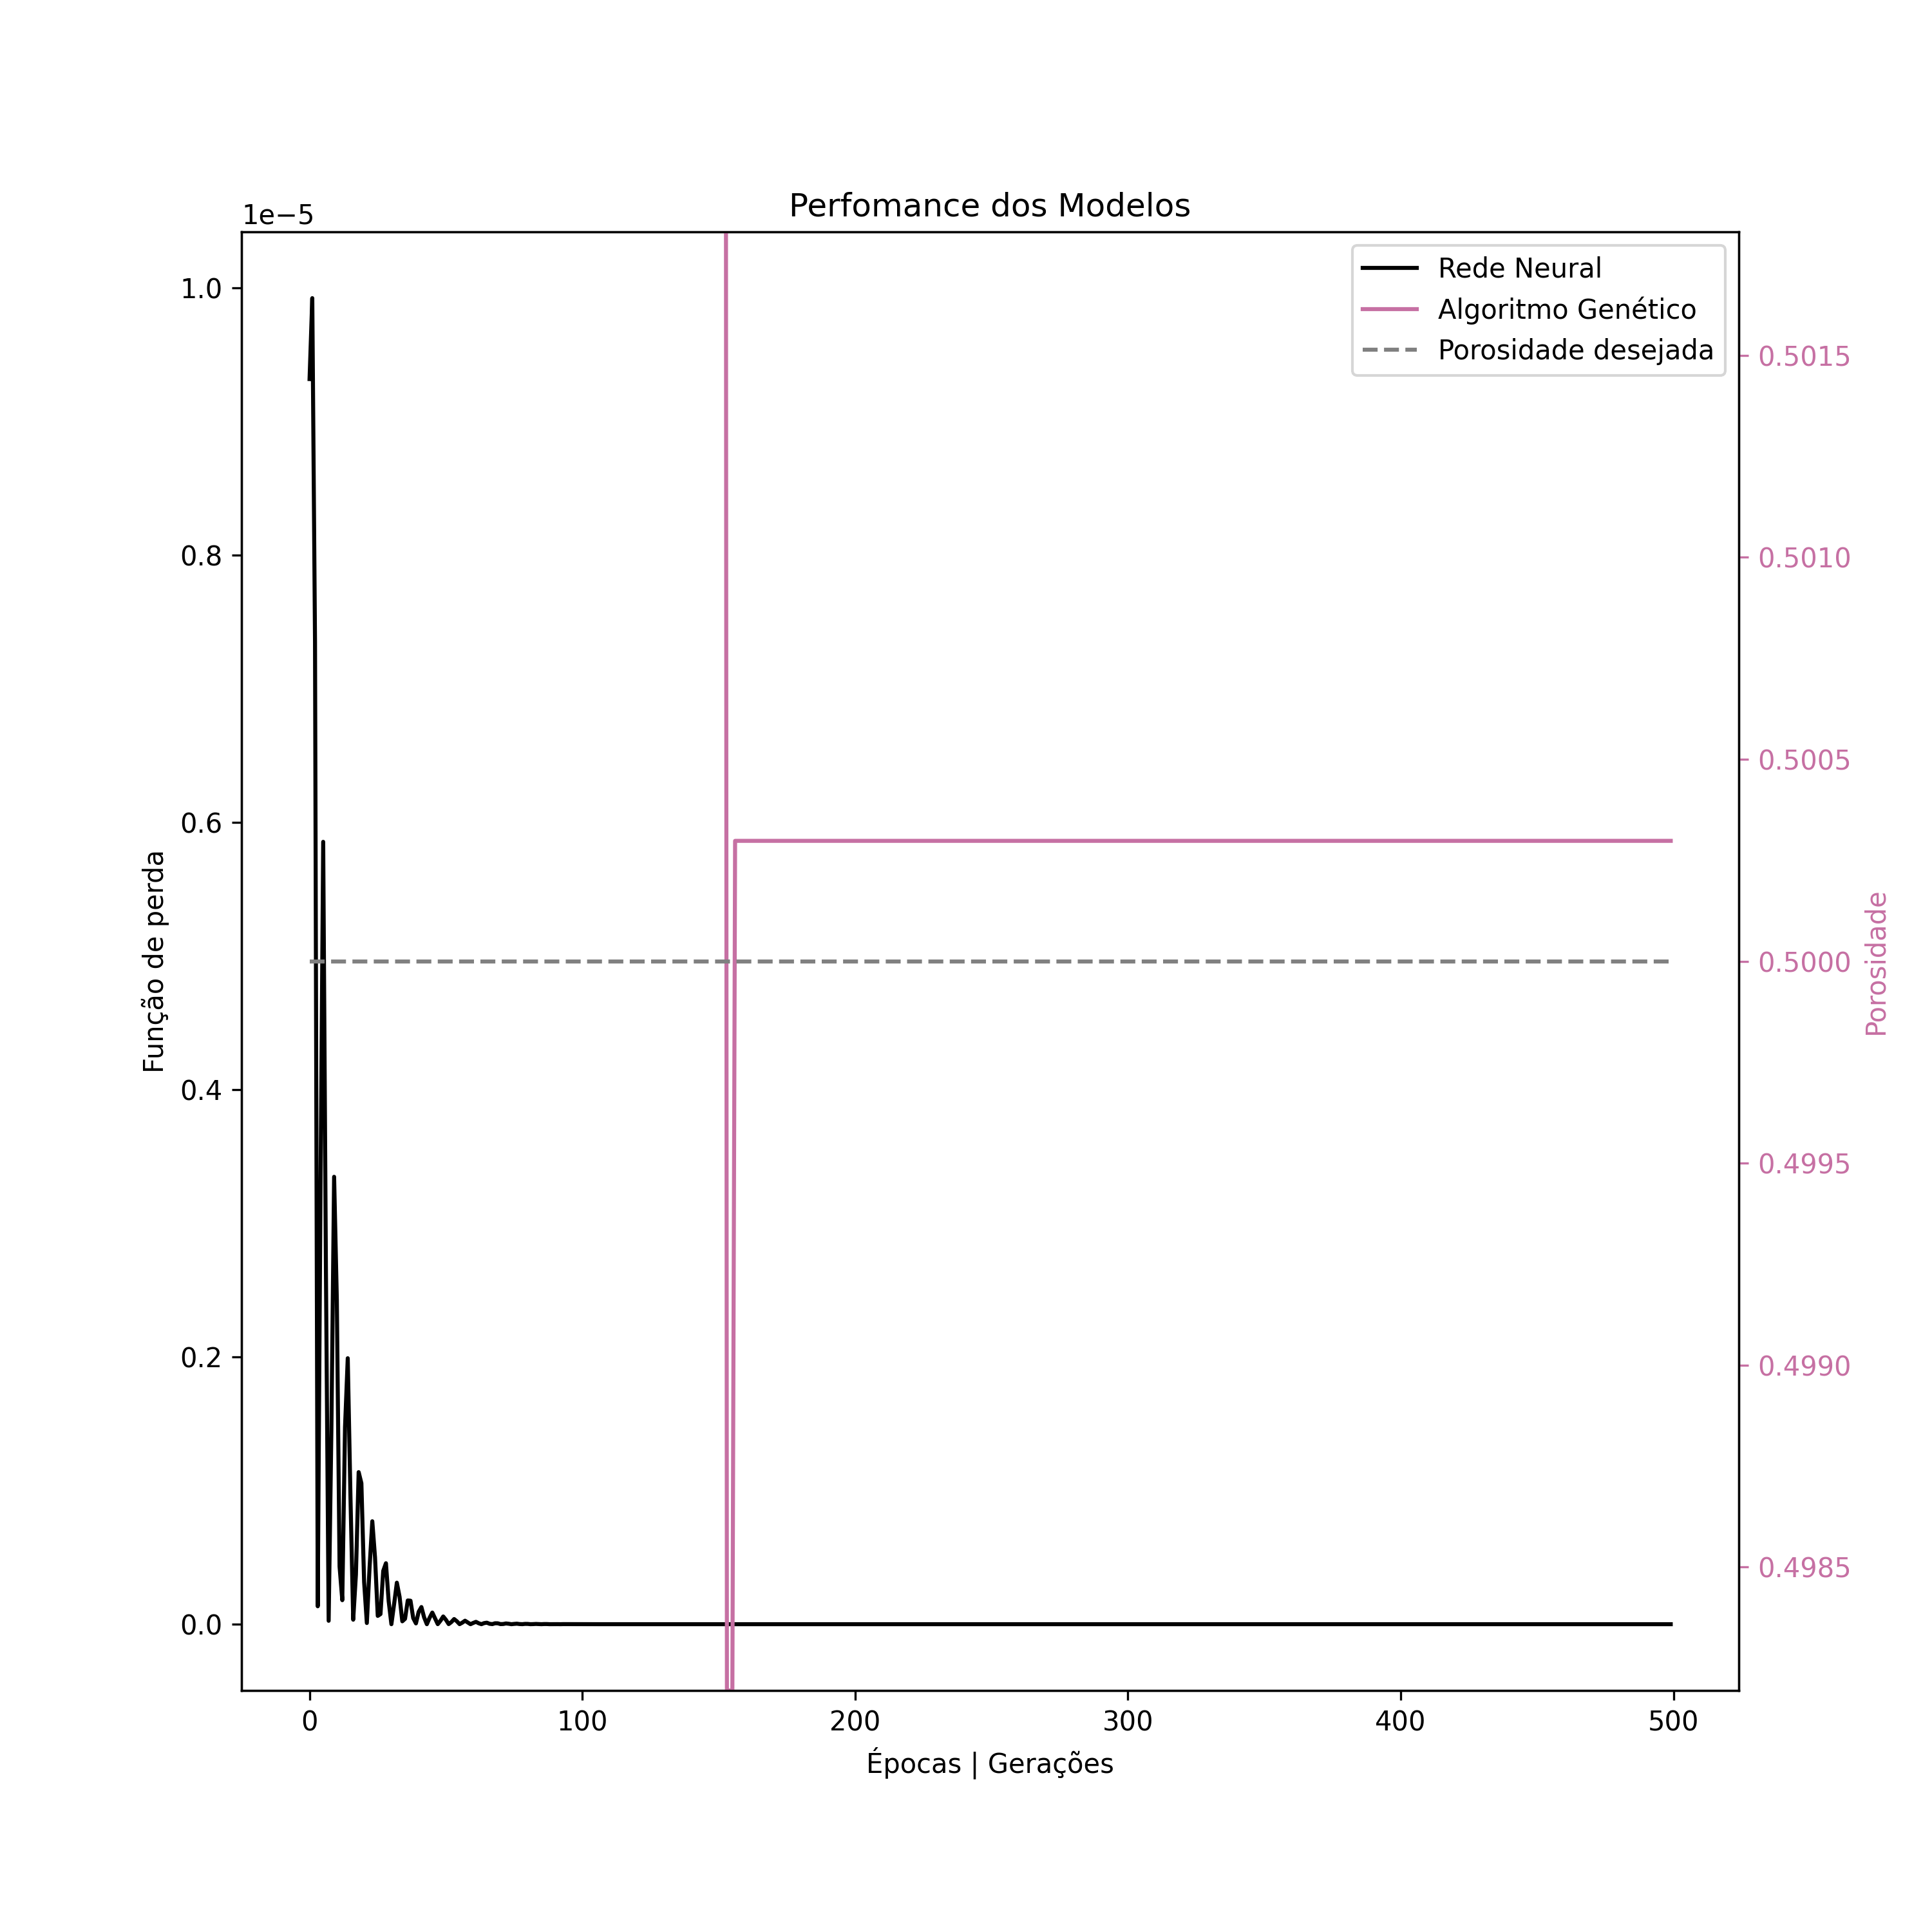 Perfomance dos Modelos
1e−5
1.0
0.8
0.6
0.4
0.2
0.0
Função de perda
Rede Neural
Algoritmo Genético
Porosidade desejada
0.5015
0.5010
0.5005
0.5000
0.4995
0.4990
0.4985
Porosidade
0 100 200 300 400 500
Épocas | Gerações